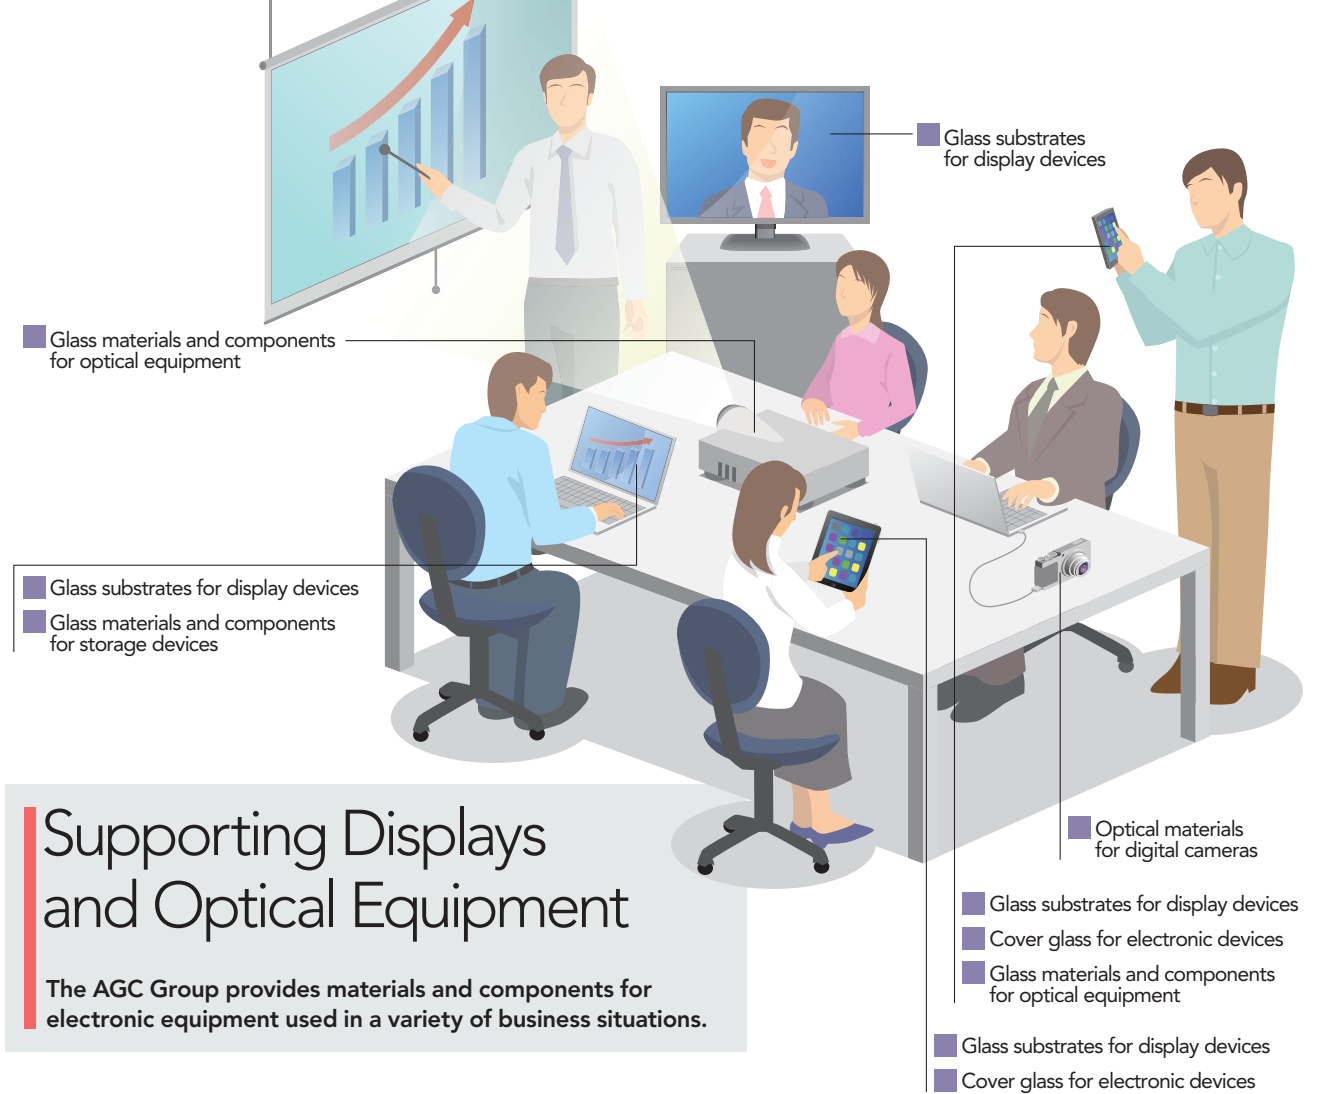 Glass substrates
for display devices
Glass materials and components
for optical equipment
Glass substrates for display devices
Glass materials and components
for storage devices
Supporting Displays
and Optical Equipment
The AGC Group provides materials and components for
electronic equipment used in a variety of business situations.
Optical materials
for digital cameras
Glass substrates for display devices
Cover glass for electronic devices
Glass materials and components
for optical equipment
Glass substrates for display devices
Cover glass for electronic devices